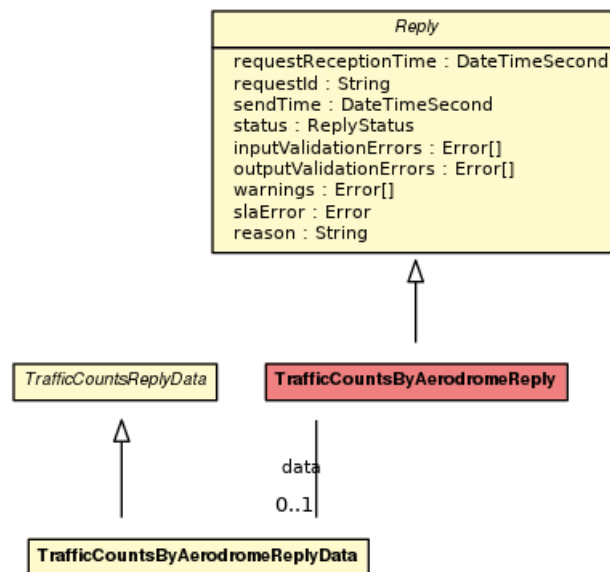 Reply
requestReceptionTime : DateTimeSecond
requestId : String
sendTime : DateTimeSecond
status : ReplyStatus
inputValidationErrors : Error[]
outputValidationErrors : Error[]
warnings : Error[]
slaError : Error
reason : String
TrafficCountsReplyData
TrafficCountsByAerodromeReply
data
0..1
TrafficCountsByAerodromeReplyData